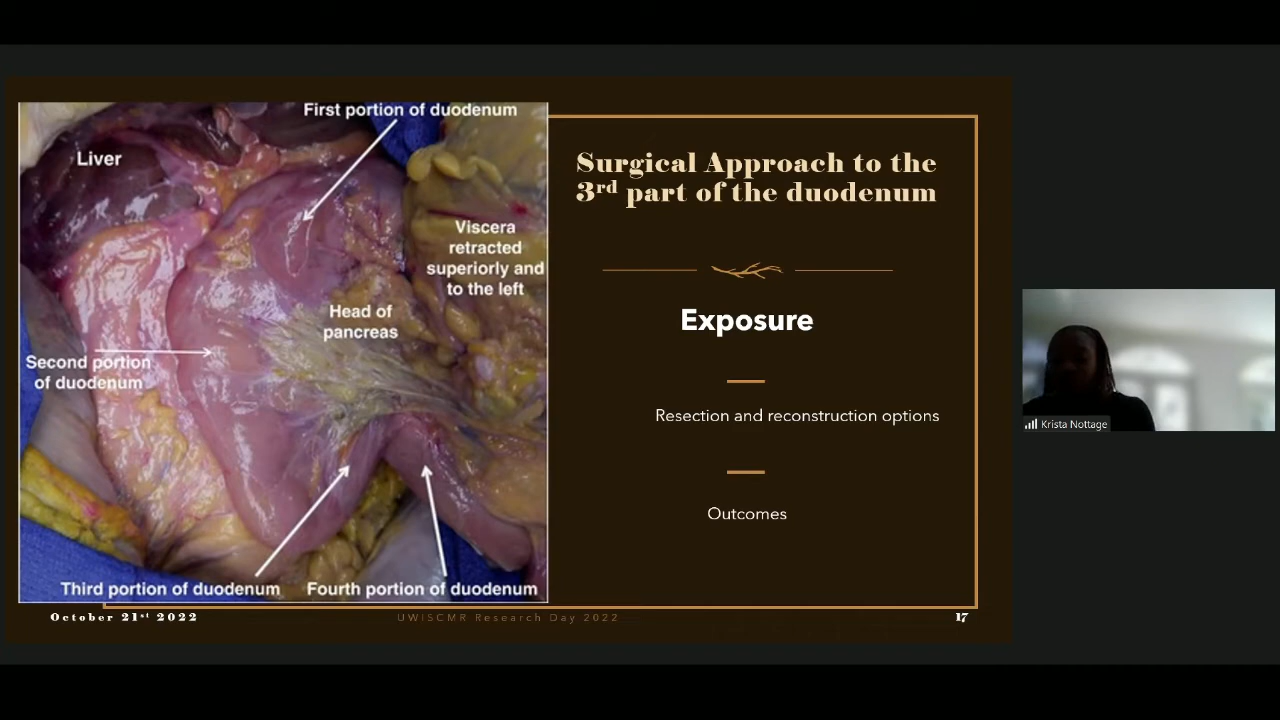 First portion of duodenum
Liver
Viscera
retracted
superiorly and
to the left
Head of
pancreas
Second portion
of duodenum
Third portion of duodenum
Fourth portion of duodenum
Surgical Approach to the
3rd part of the duodenum
Exposure
Resection and reconstruction options
Outcomes
October 21st 2022
UWISCMR Research Day 2022
17
Krista Nottage